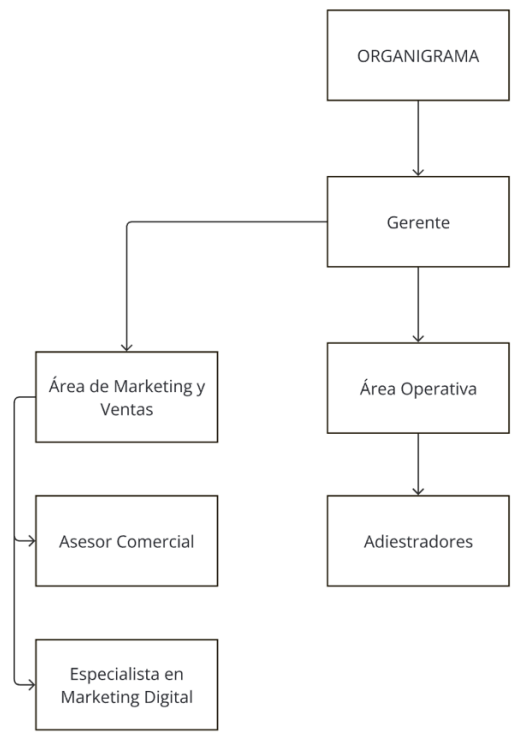 ORGANIGRAMA
Gerente
Área de Marketing y
Ventas
Área Operativa
Asesor Comercial
Adiestradores
Especialista en
Marketing Digital